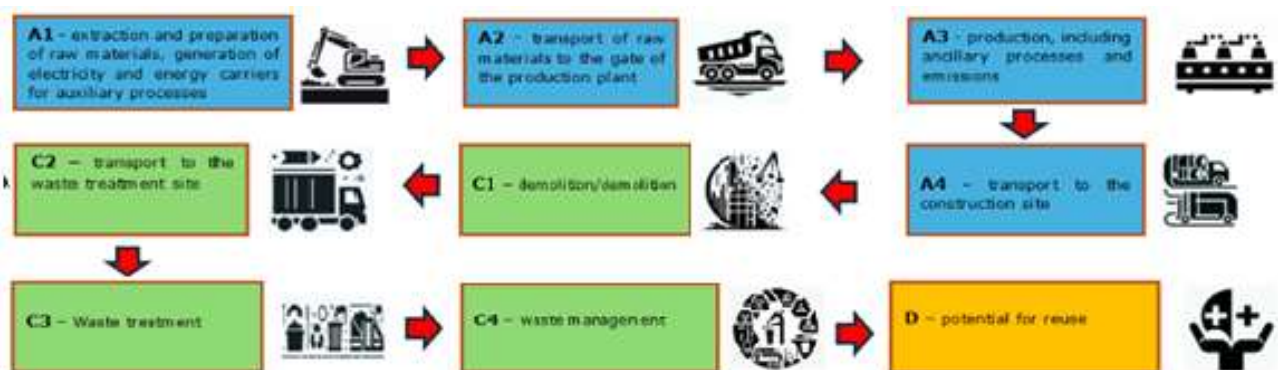 A1 - extraction and preparation
of raw materials, generation of
electricity and energy carriers
for auxiliary processes
A2 - transport of raw
materials to the gate of
the production plant
A3 - production, including
ancillary processes and
emissions
C2 – transport to the
waste treatment site
C1 – demolition/demolition
A4 - transport to the
construction site
C3 – Waste treatment
C4 – waste management
D – potential for reuse